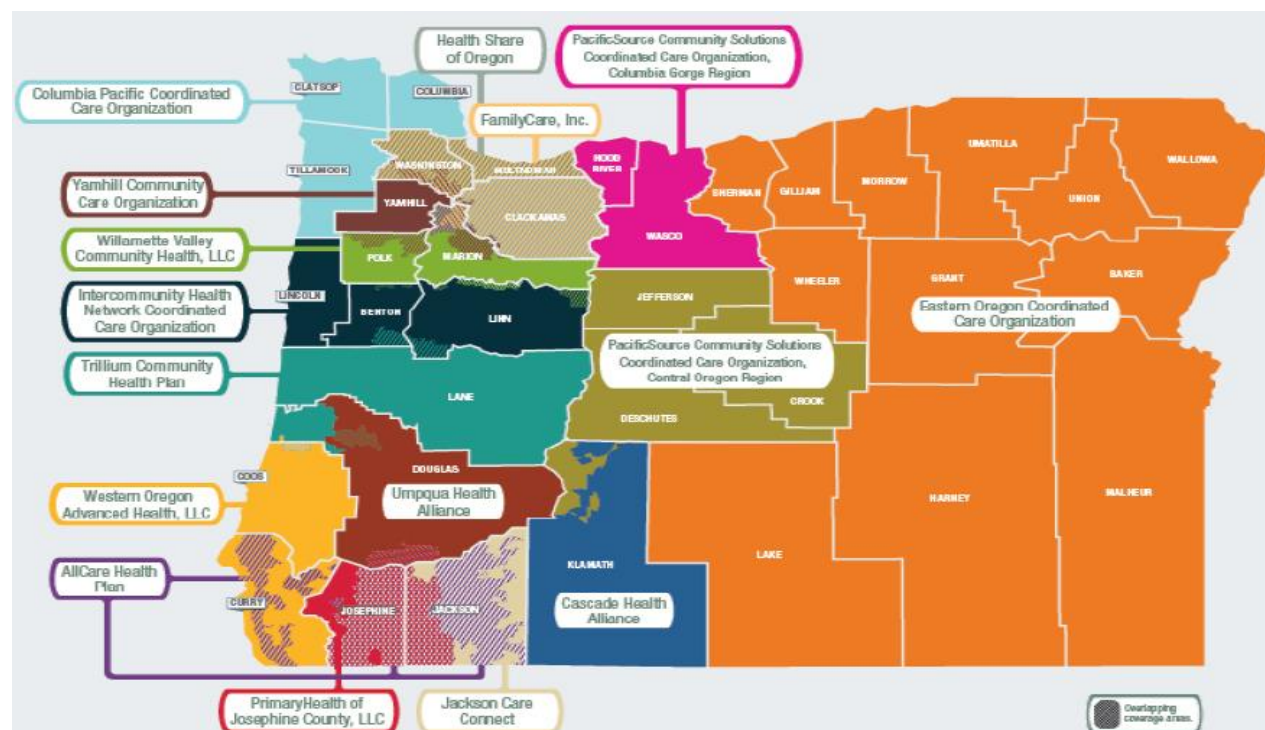 Health Share
of Oregon
PacificSource Community Solutions
Coordinated Care Organization,
Columbia Gorge Region
CLATSOP
COLUMBIA
Columbia Pacific Coordinated
Care Organization
FamilyCare, Inc.
WASHINGTON
MULTNOMAH
HOOD
RIVER
TILLAMOOK
SHERMAN
GILLIAM
MORROW
UMATILLA
WALLOWA
UNION
Yamhill Community
Care Organization
YAMHILL
CLACKAMAS
WASCO
Willamette Valley
Community Health, LLC
POLK
MARION
WHEELER
GRANT
BAKER
Intercommunity Health
Network Coordinated
Care Organization
LINCOLN
BENTON
LINN
JEFFERSON
Eastern Oregon Coordinated
Care Organization
PacificSource Community Solutions
Coordinated Care Organization,
Central Oregon Region
Trillium Community
Health Plan
LANE
CROOK
DESCHUTES
COOS
DOUGLAS
Umpqua Health
Alliance
Western Oregon
Advanced Health, LLC
HARNEY
MALHEUR
LAKE
KLAMATH
AllCare Health
Plan
CURRY
JOSEPHINE
JACKSON
Cascade Health
Alliance
PrimaryHealth of
Josephine County, LLC
Jackson Care
Connect
Overlapping
coverage areas.